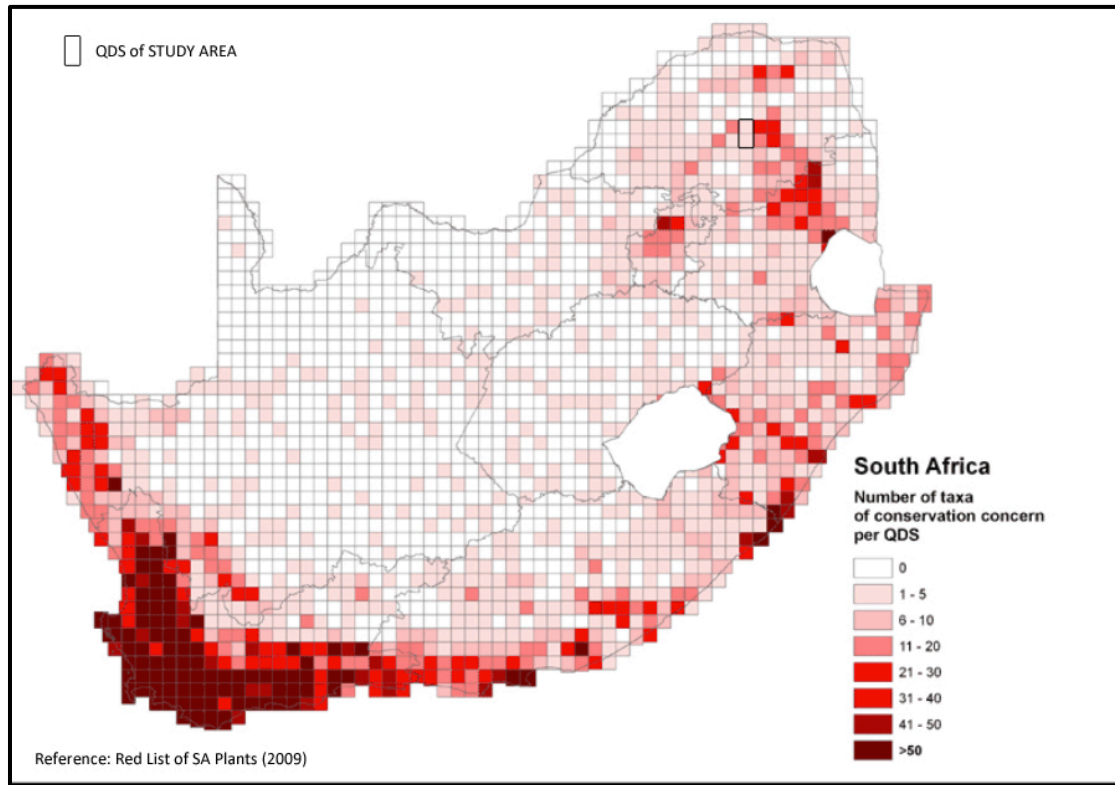 QDS of STUDY AREA
South Africa
Number of taxa
of conservation concern
per QDS
0
1 - 5
6 - 10
11 - 20
21 - 30
31 - 40
41 - 50
>50
Reference: Red List of SA Plants (2009)